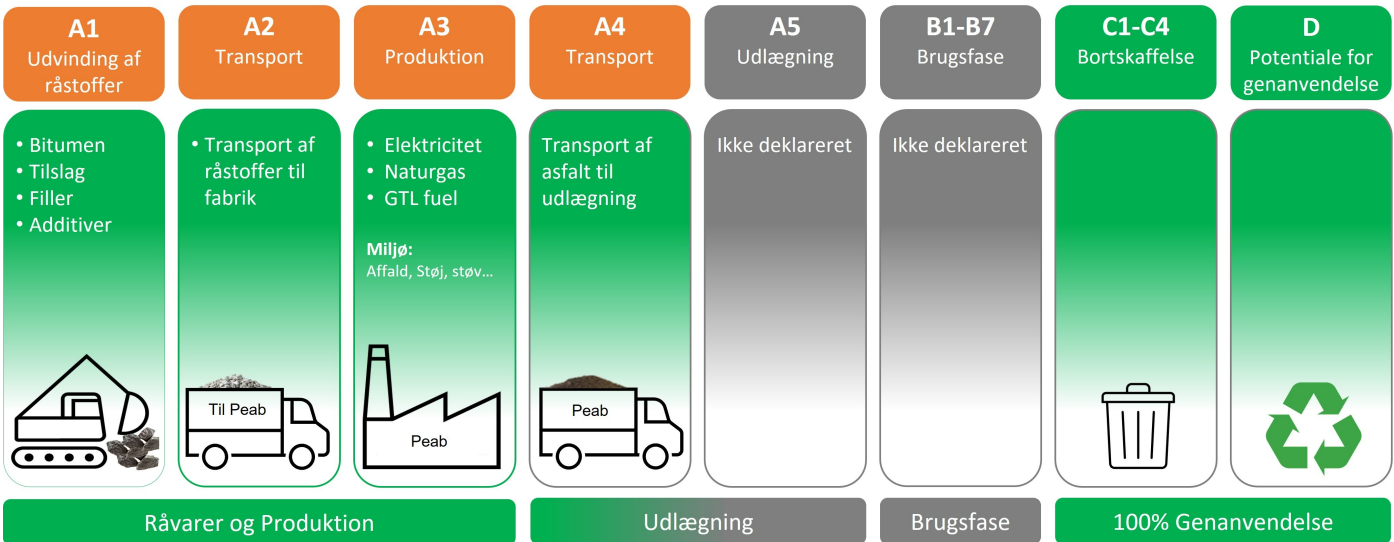 A1
Udvinding af
råstoffer
A2
Transport
A3
Produktion
A4
Transport
A5
Udlægning
B1-B7
Brugsfase
C1-C4
Bortskaffelse
D
Potentiale for
genanvendelse
• Bitumen
• Tilslag
• Filler
• Additiver
• Transport af
råstoffer til
fabrik
• Elektricitet
• Naturgas
• GTL fuel
Miljø:
Affald, Støj, støv...
Transport af
asfalt til
udlægning
Ikke deklareret
Ikke deklareret
Til Peab
Peab
Peab
Råvarer og Produktion
Udlægning
Brugsfase
100% Genanvendelse